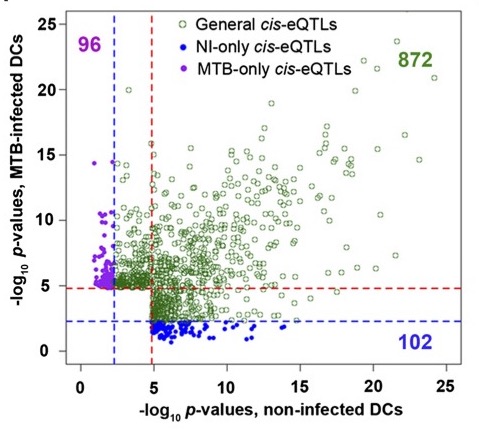 96
General cis-eQTLs
NI-only cis-eQTLs
MTB-only cis-eQTLs
872
102
25
20
15
10
5
0
-log10 p-values, MTB-infected DCs
0 5 10 15 20 25
-log10 p-values, non-infected DCs